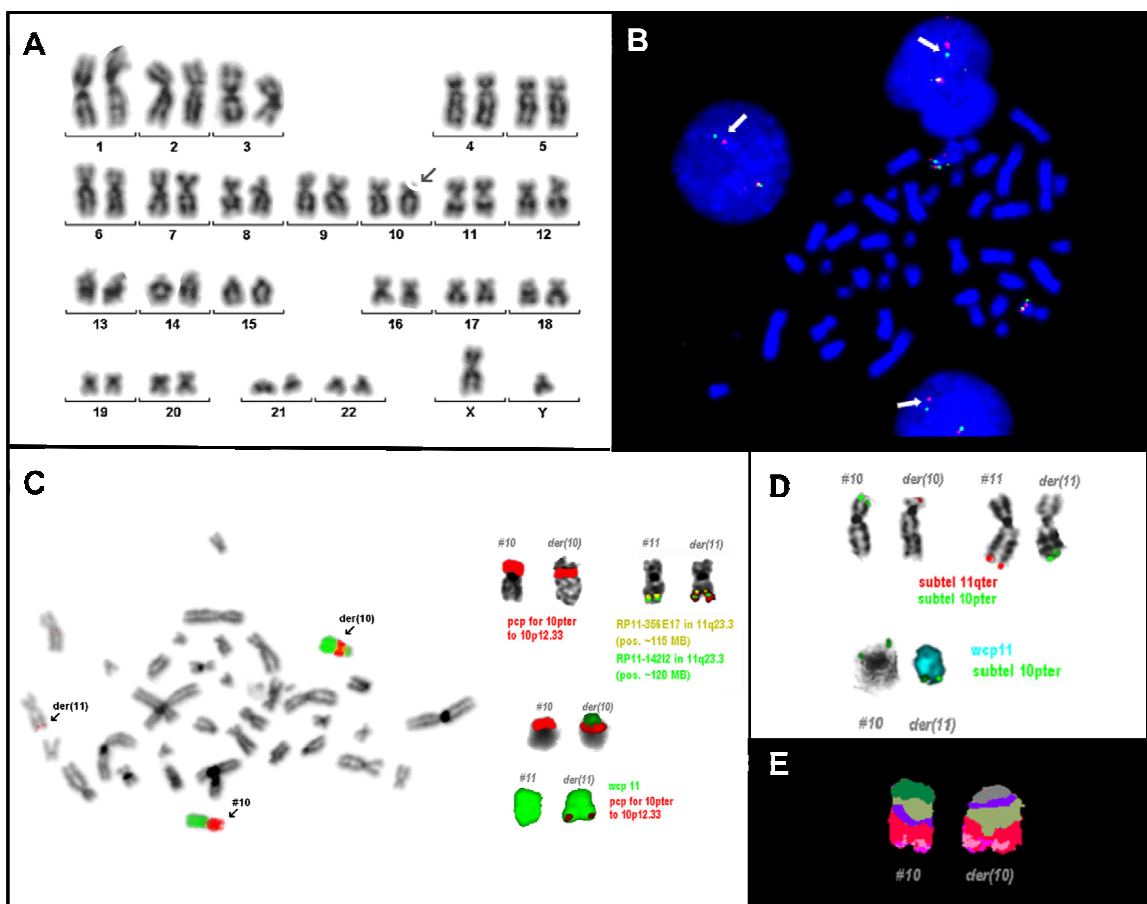 A
1 2 3 4 5
6 7 8 9 10 11 12
13 14 15 16 17 18
19 20 21 22 X Y
B
C
der(10)
der(11)
#10
#10 der(10)
pcp for 10pter
to 10p12.33
#11 der(11)
RP11-356E17 in 11q23.3
(pos. ~115 MB)
RP11-142I2 in 11q23.3
(pos. ~120 MB)
#10 der(10)
#11 der(11)
wcp 11
pcp for 10pter
to 10p12.33
D
#10 der(10) #11 der(11)
subtel 11qter
subtel 10pter
wcp11
subtel 10pter
#10 der(11)
E
#10 der(10)